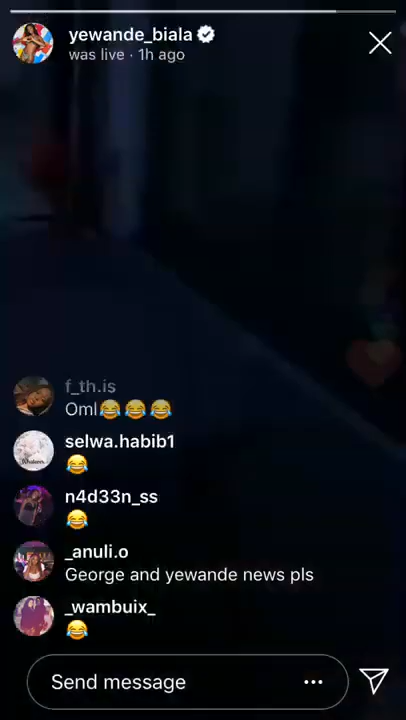 yewande_biala
was live · 1h ago
f_th.is
Oml😂😂😂
selwa.habib1
😂
n4d33n_ss
😂
_anuli.o
George and yewande news pls
_wambuix_
😂
Send message